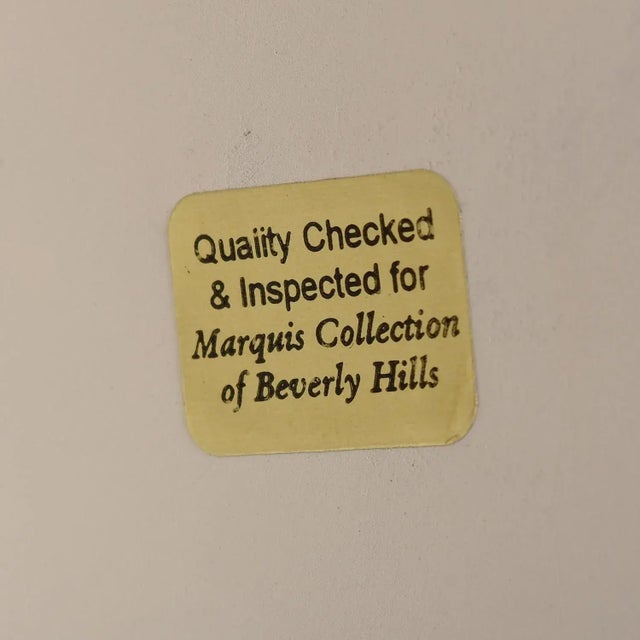 Quaiity Checked
& Inspected for
Marquis Collection
of Beverly Hills